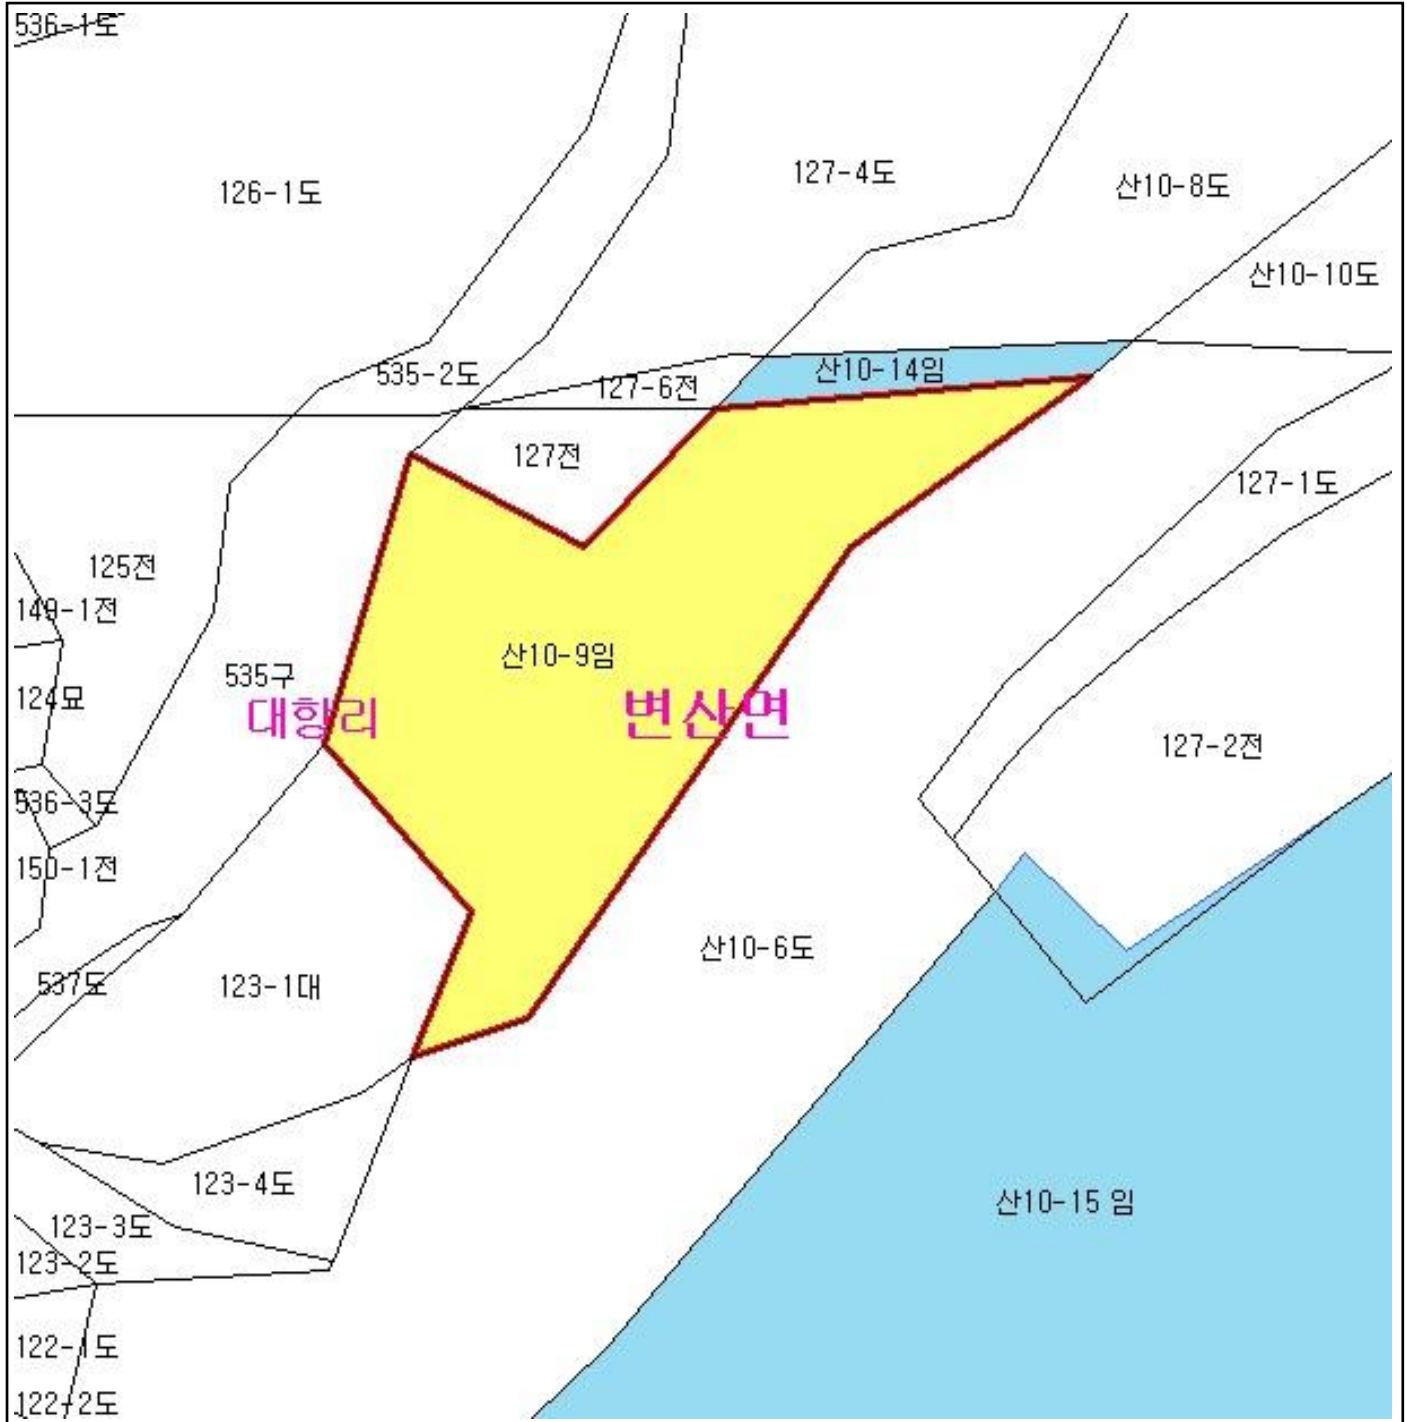 536-1도
126-1도
127-4도
산10-8도
산10-10도
535-2도
127-6전
산10-14임
127전
127-1도
125전
149-1전
산10-9임
535구
124묘
대항리
변산면
127-2전
536-3도
150-1전
산10-6도
537도
123-1대
123-4도
산10-15 임
123-3도
123-2도
122-1도
122-2도